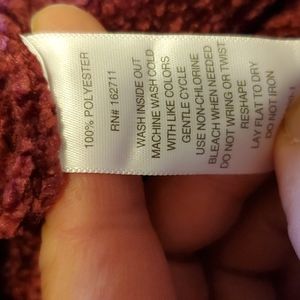 100% POLYESTER
RN# 162711
WASH INSIDE OUT
MACHINE WASH COLD
WITH LIKE COLORS
GENTLE CYCLE
USE NON-CHLORINE
BLEACH WHEN NEEDED
DO NOT WRING OR TWIST
RESHAPE
LAY FLAT TO DRY
DO NOT IRON